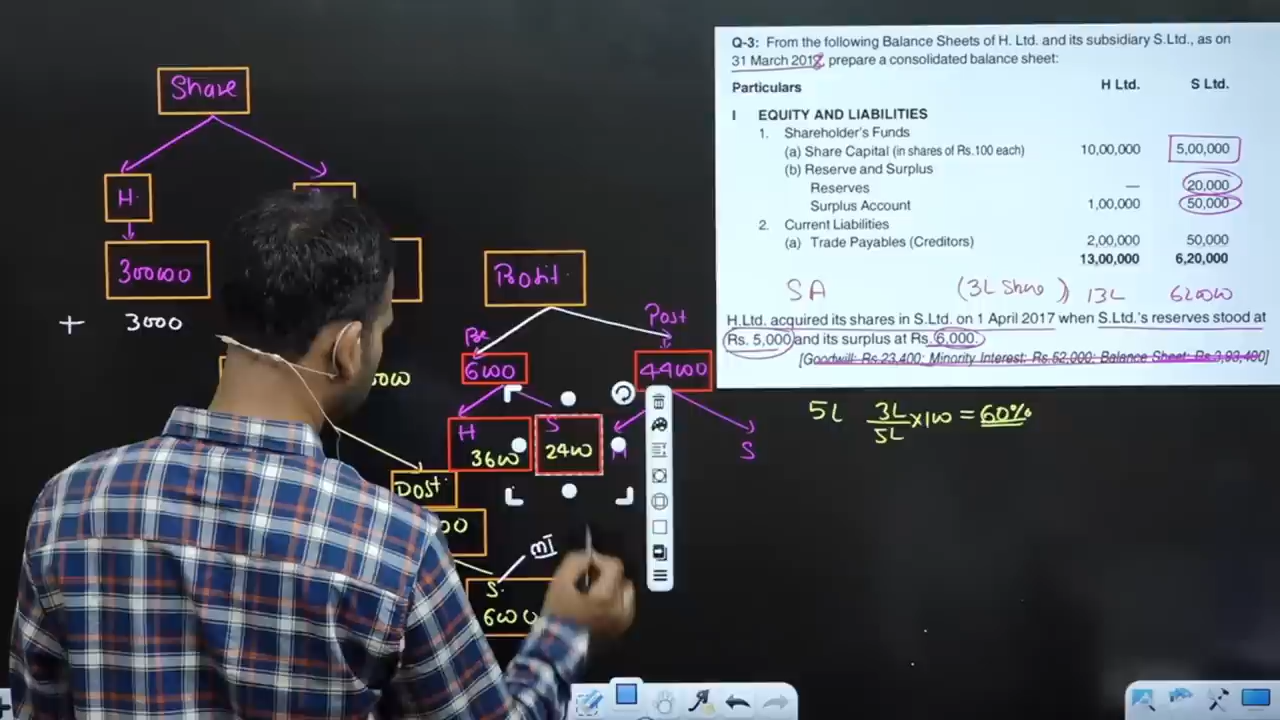 Q-3: From the following Balance Sheets of H. Ltd. and its subsidiary S.Ltd., as on
31 March 2018, prepare a consolidated balance sheet:
Particulars H Ltd. S Ltd.
I EQUITY AND LIABILITIES
1. Shareholder's Funds
(a) Share Capital (in shares of Rs.100 each) 10,00,000 5,00,000
(b) Reserve and Surplus
Reserves — 20,000
Surplus Account 1,00,000 50,000
2. Current Liabilities
(a) Trade Payables (Creditors) 2,00,000 50,000
13,00,000 6,20,000
SA (3L Share) 13L 620000
H.Ltd. acquired its shares in S.Ltd. on 1 April 2017 when S.Ltd.'s reserves stood at
Rs. 5,000 and its surplus at Rs. 6,000.
[Goodwill: Rs.23,400; Minority Interest: Rs.52,000; Balance Sheet: Rs.3,93,400]
5L 3L/5L×100 = 60%
Share
H.
300000
+ 3000
Profit
Pre Post
6000 44000
H S H S
3600 2400
Post
MI
S.
6000